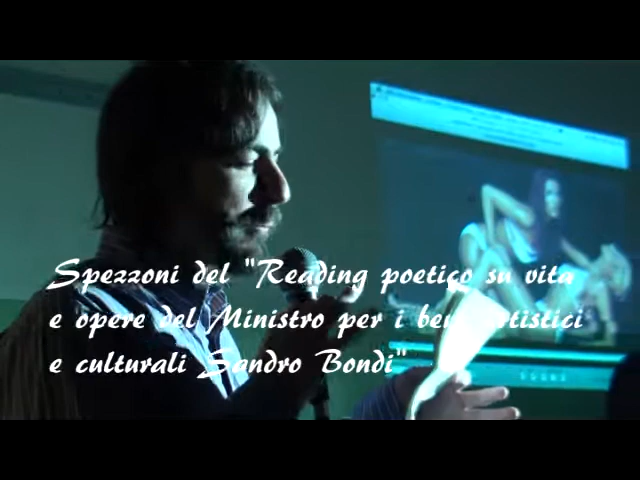 Spezzoni del "Reading poetico su vita
e opere del Ministro per i beni artistici
e culturali Sandro Bondi"